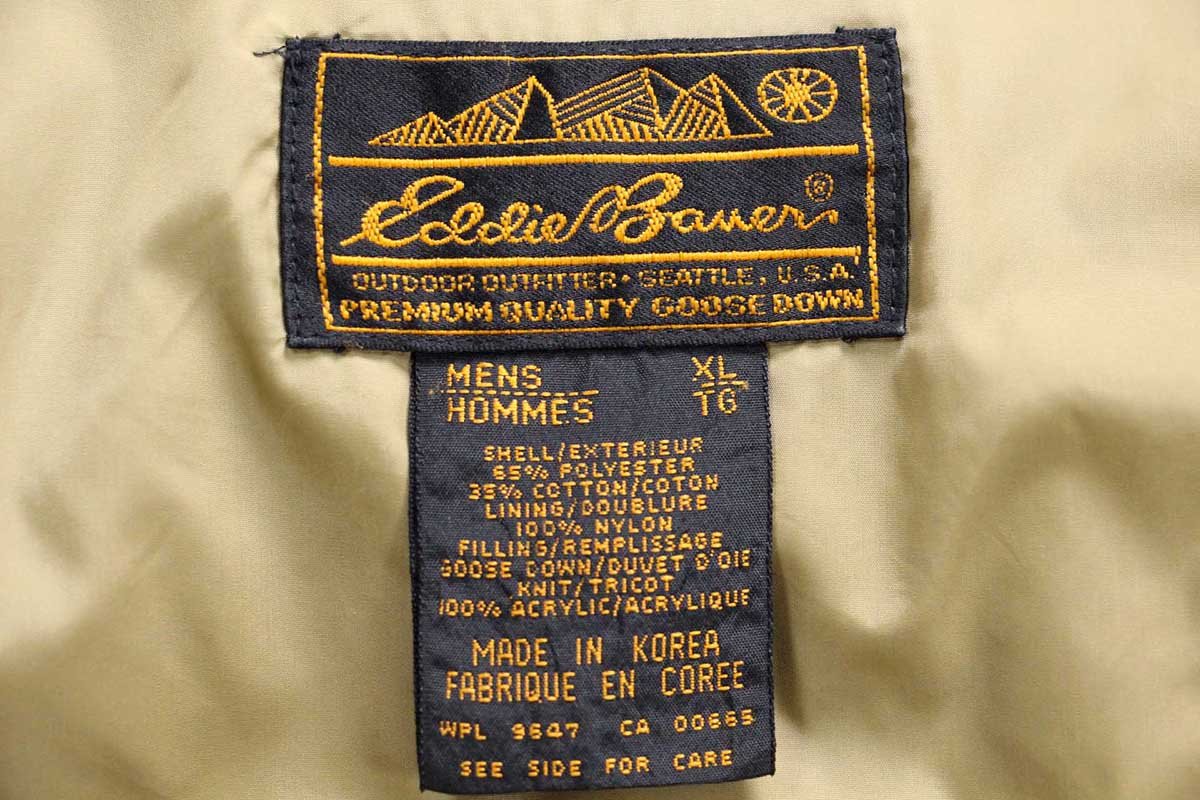 Eddie Bauer ®
OUTDOOR OUTFITTER • SEATTLE, U.S.A.
PREMIUM QUALITY GOOSE DOWN
MENS XL
HOMMES TG
SHELL/EXTERIEUR
65% POLYESTER
35% COTTON/COTON
LINING/DOUBLURE
100% NYLON
FILLING/REMPLISSAGE
GOOSE DOWN/DUVET D'OIE
KNIT/TRICOT
100% ACRYLIC/ACRYLIQUE
MADE IN KOREA
FABRIQUE EN COREE
WPL 9647 CA 00665
SEE SIDE FOR CARE